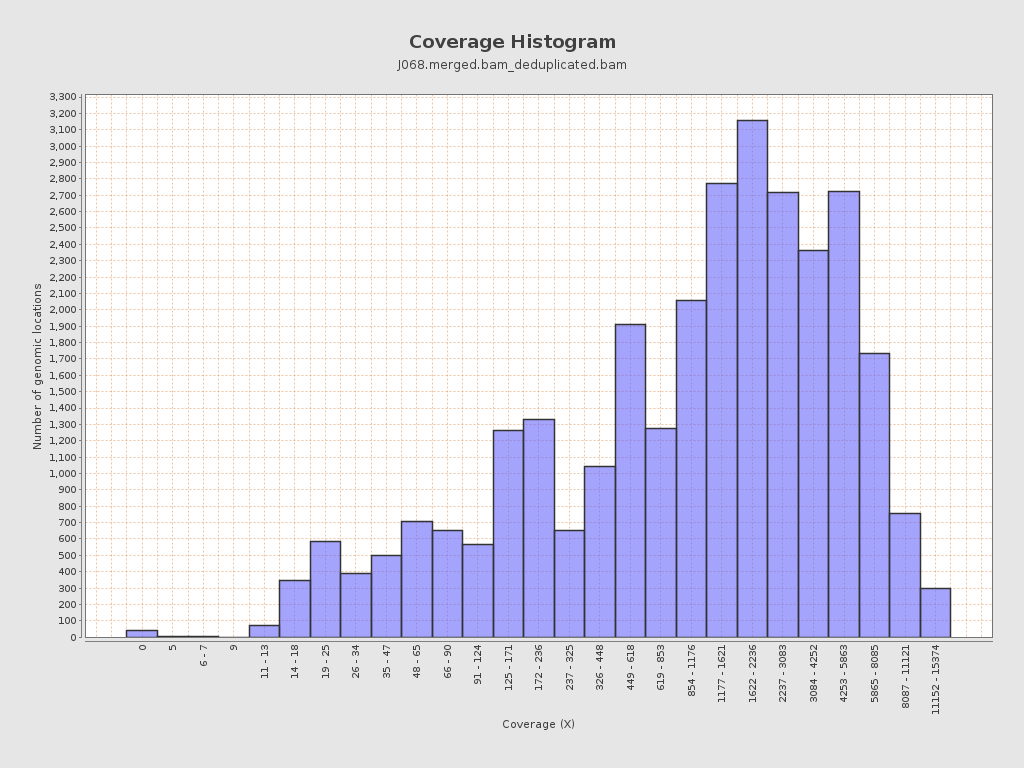 Coverage Histogram
J068.merged.bam_deduplicated.bam
Number of genomic locations
3,300
3,200
3,100
3,000
2,900
2,800
2,700
2,600
2,500
2,400
2,300
2,200
2,100
2,000
1,900
1,800
1,700
1,600
1,500
1,400
1,300
1,200
1,100
1,000
900
800
700
600
500
400
300
200
100
0
0
5
6 - 7
9
11 - 13
14 - 18
19 - 25
26 - 34
35 - 47
48 - 65
66 - 90
91 - 124
125 - 171
172 - 236
237 - 325
326 - 448
449 - 618
619 - 853
854 - 1176
1177 - 1621
1622 - 2236
2237 - 3083
3084 - 4252
4253 - 5863
5865 - 8085
8087 - 11121
11152 - 15374
Coverage (X)